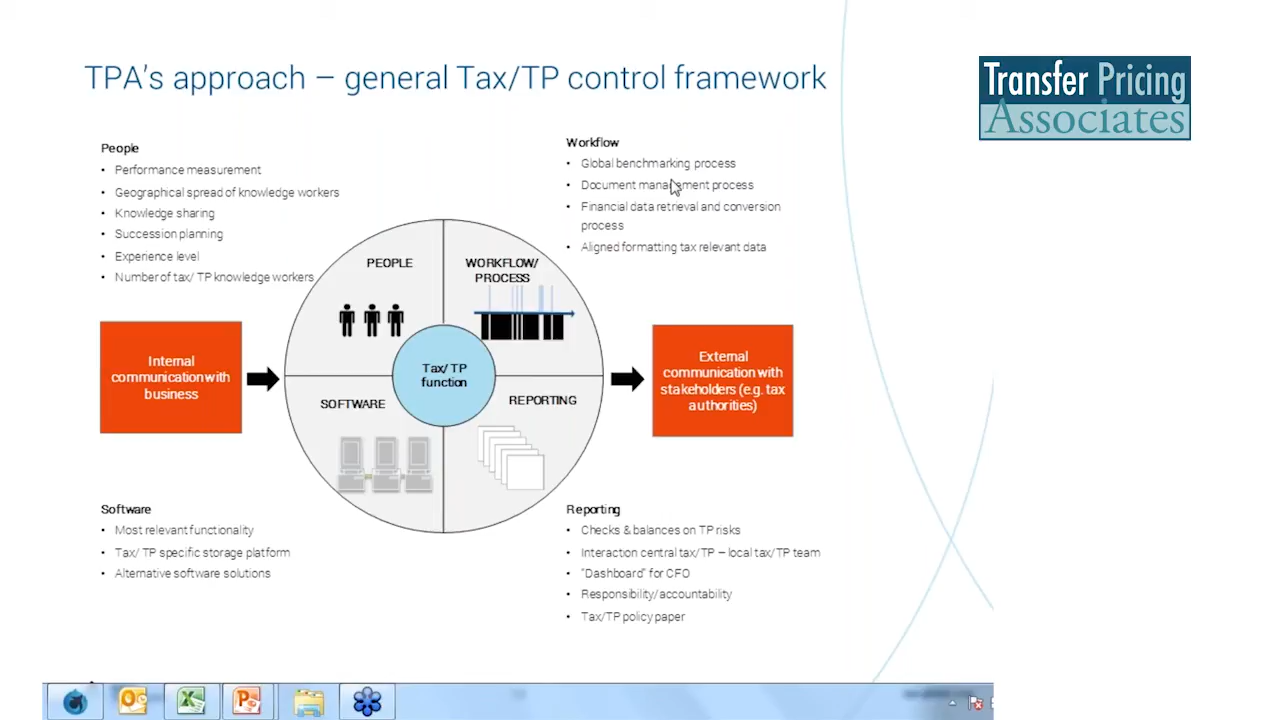 TPA's approach – general Tax/TP control framework
Transfer Pricing
Associates
People
• Performance measurement
• Geographical spread of knowledge workers
• Knowledge sharing
• Succession planning
• Experience level
• Number of tax/ TP knowledge workers
Workflow
• Global benchmarking process
• Document management process
• Financial data retrieval and conversion
process
• Aligned formatting tax relevant data
PEOPLE
WORKFLOW/
PROCESS
Internal
communication with
business
Tax/ TP
function
External
communication with
stakeholders (e.g. tax
authorities)
SOFTWARE
REPORTING
Software
• Most relevant functionality
• Tax/ TP specific storage platform
• Alternative software solutions
Reporting
• Checks & balances on TP risks
• Interaction central tax/TP – local tax/TP team
• "Dashboard" for CFO
• Responsibility/accountability
• Tax/TP policy paper